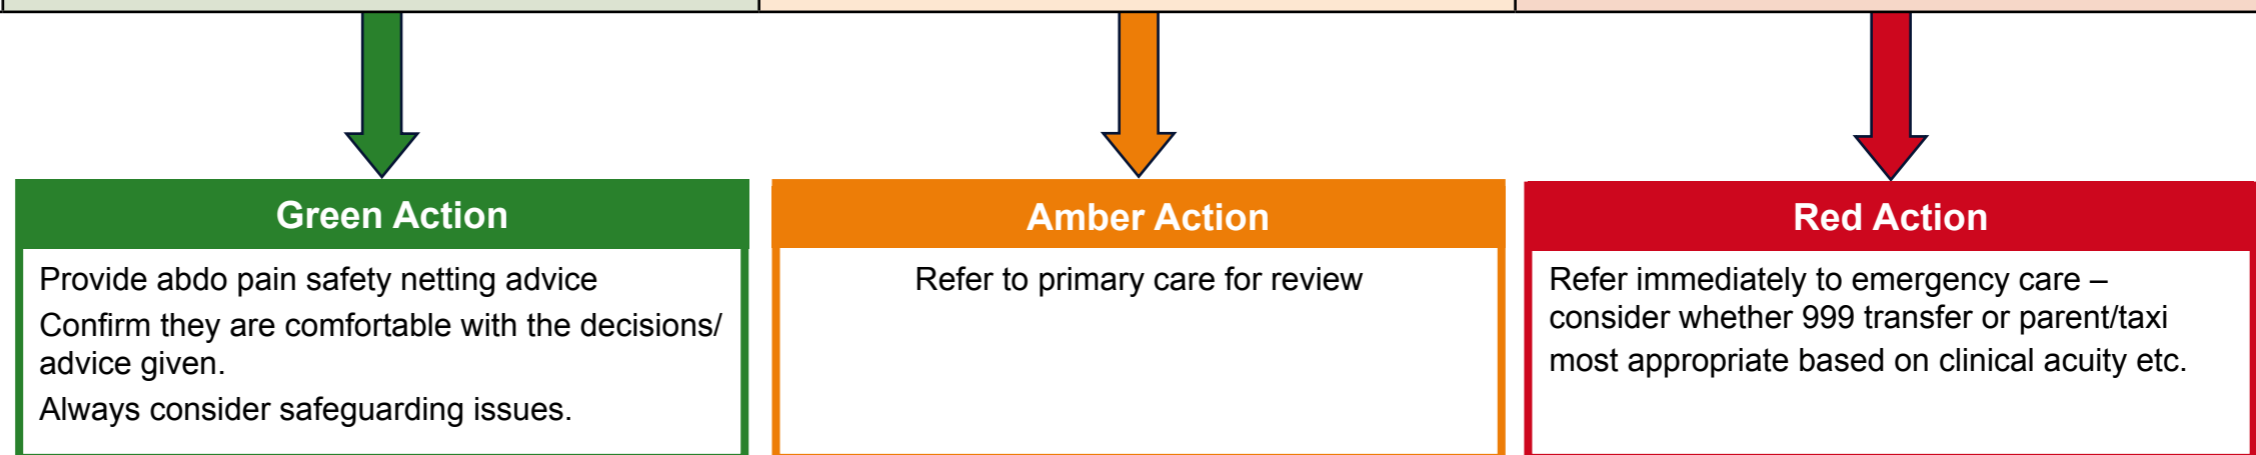 Green Action
Provide abdo pain safety netting advice
Confirm they are comfortable with the decisions/
advice given.
Always consider safeguarding issues.
Amber Action
Refer to primary care for review
Red Action
Refer immediately to emergency care –
consider whether 999 transfer or parent/taxi
most appropriate based on clinical acuity etc.